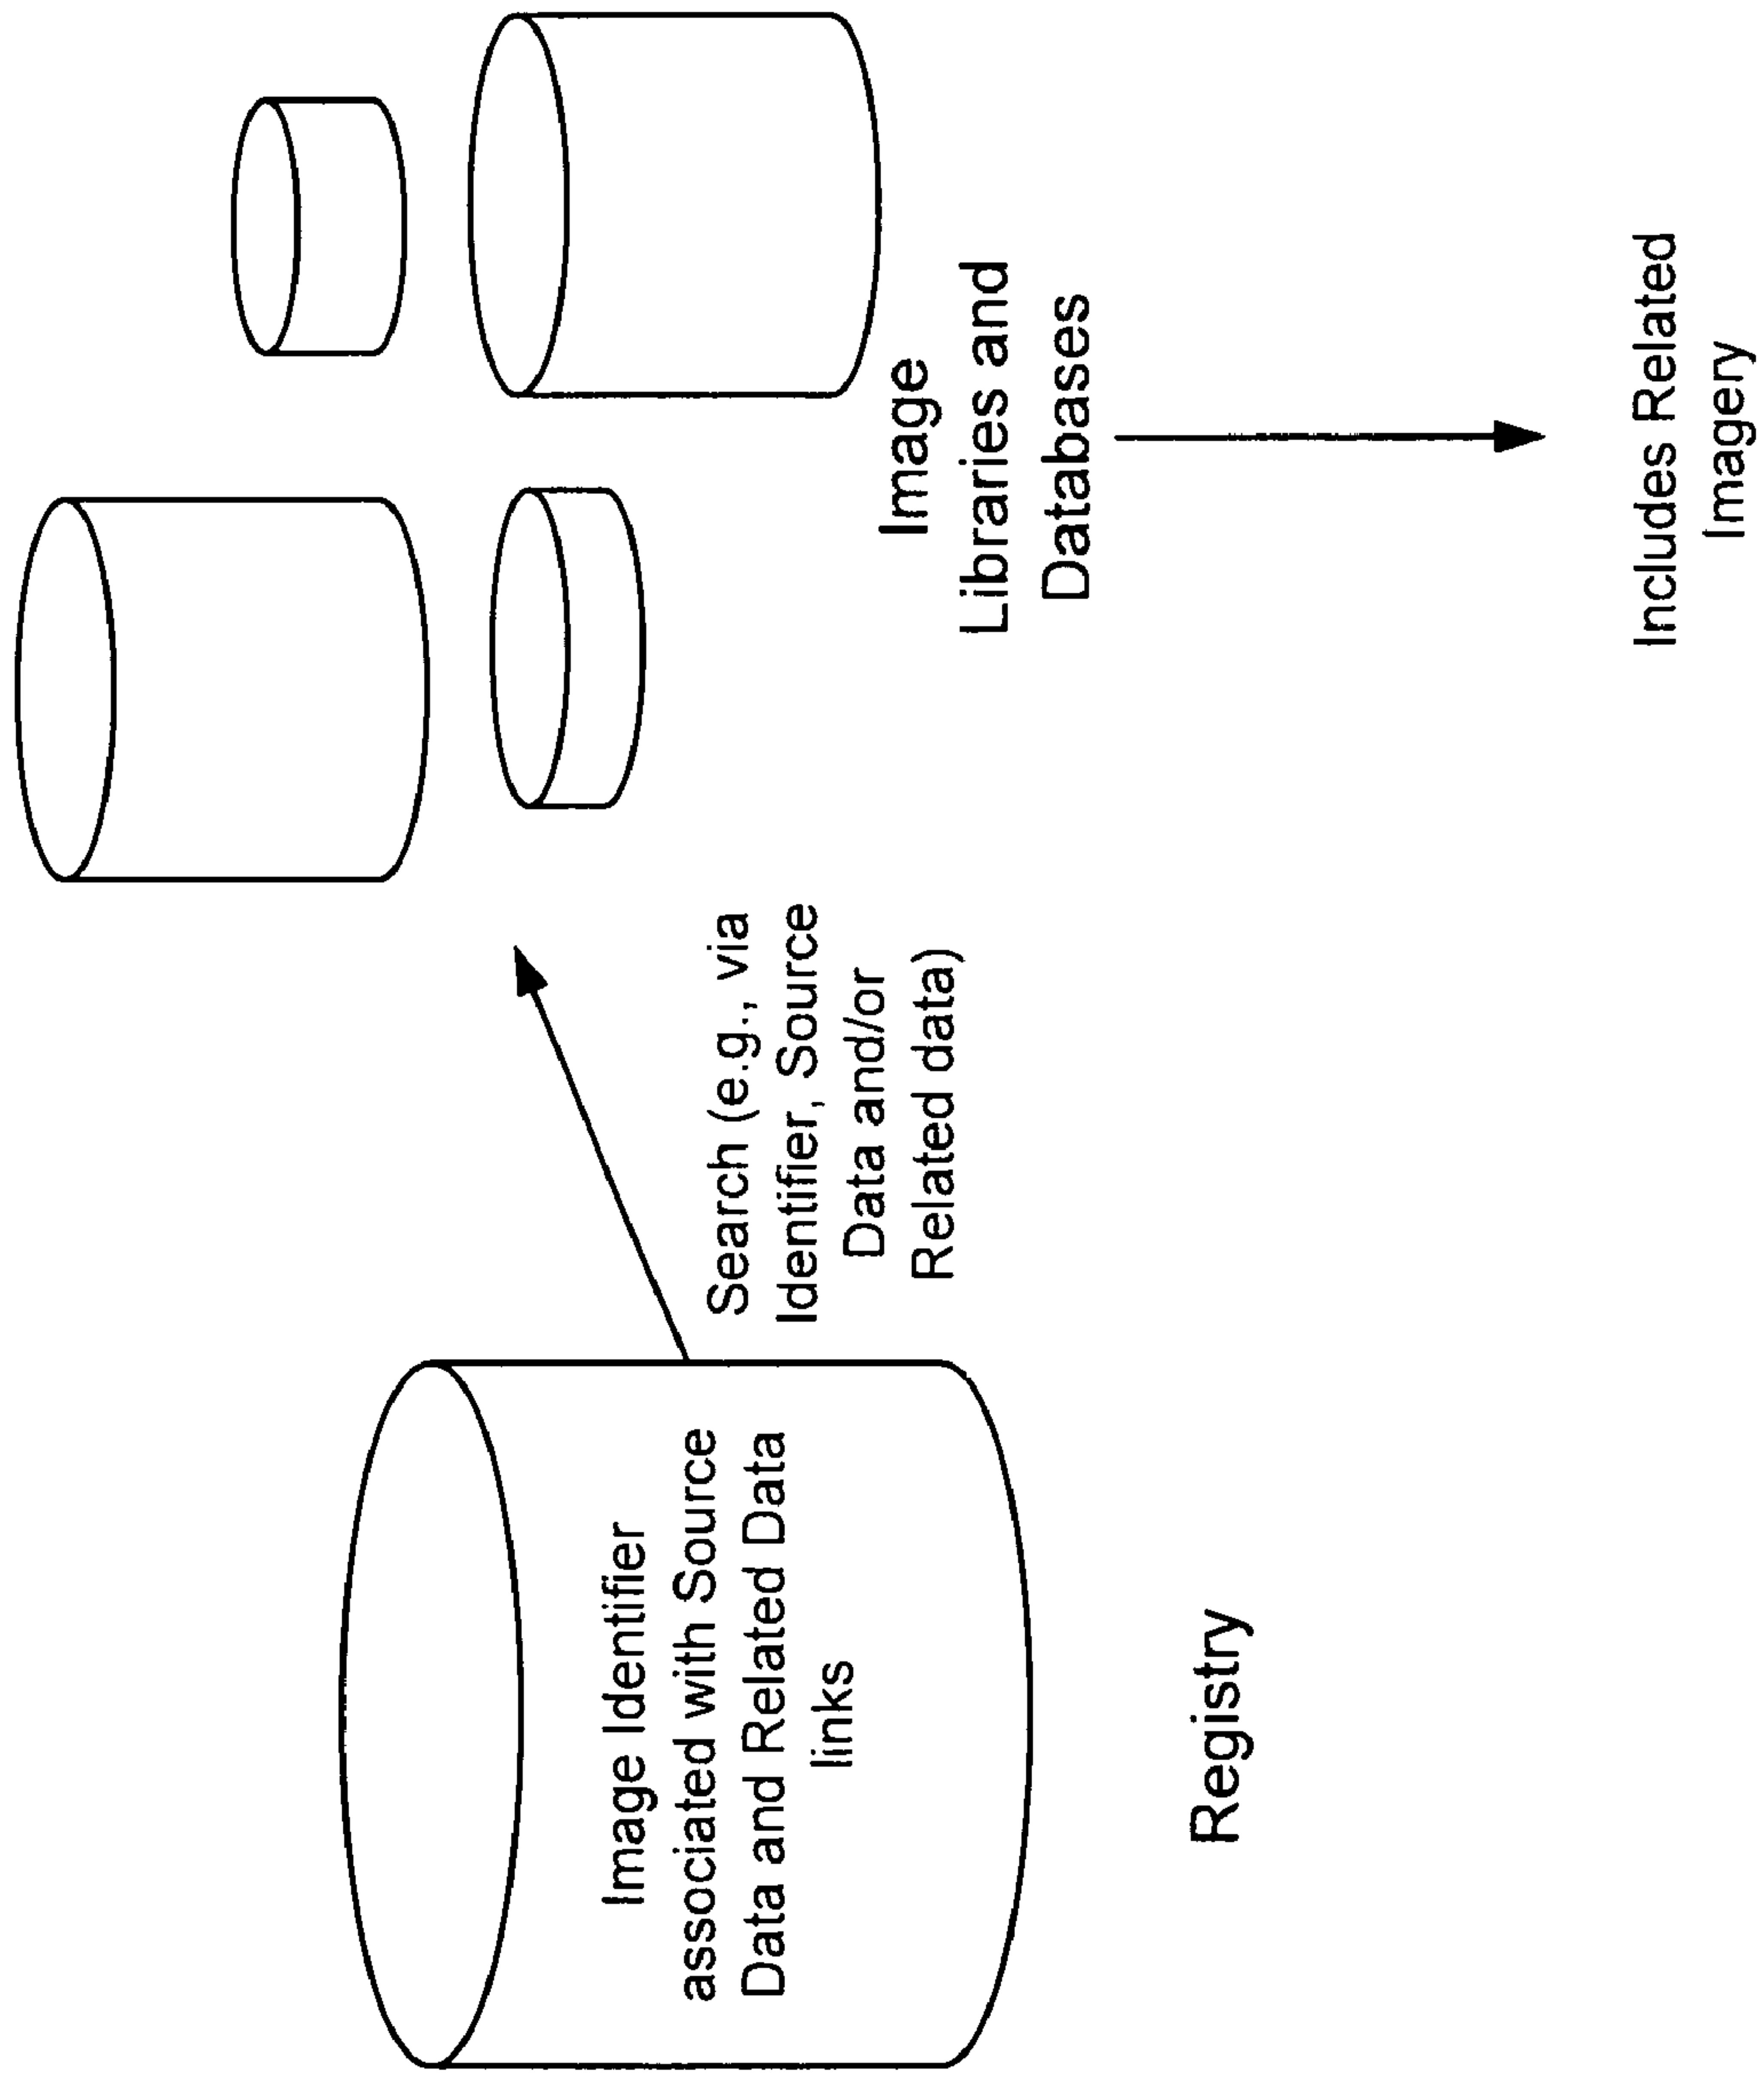 Image Identifier
associated with Source
Data and Related Data
links
Registry
Search (e.g., via
Identifier, Source
Data and/or
Related data)
Image
Libraries and
Databases
Includes Related
Imagery